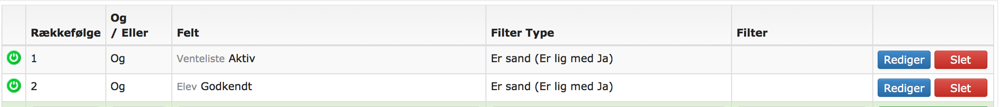 Rækkefølge Og / Eller Felt Filter Type Filter
1 Og Venteliste Aktiv Er sand (Er lig med Ja) Rediger Slet
2 Og Elev Godkendt Er sand (Er lig med Ja) Rediger Slet